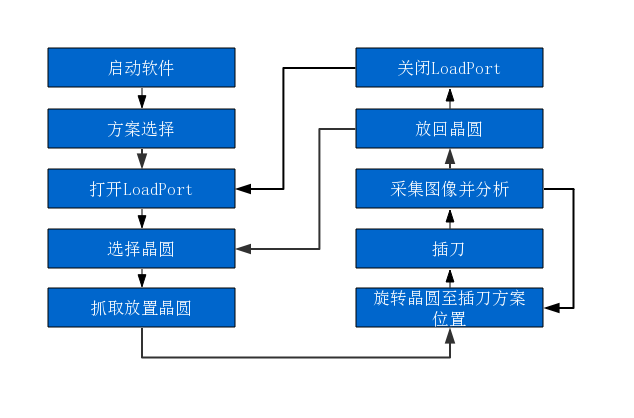 启动软件
方案选择
打开LoadPort
选择晶圆
抓取放置晶圆
关闭LoadPort
放回晶圆
采集图像并分析
插刀
旋转晶圆至插刀方案
位置